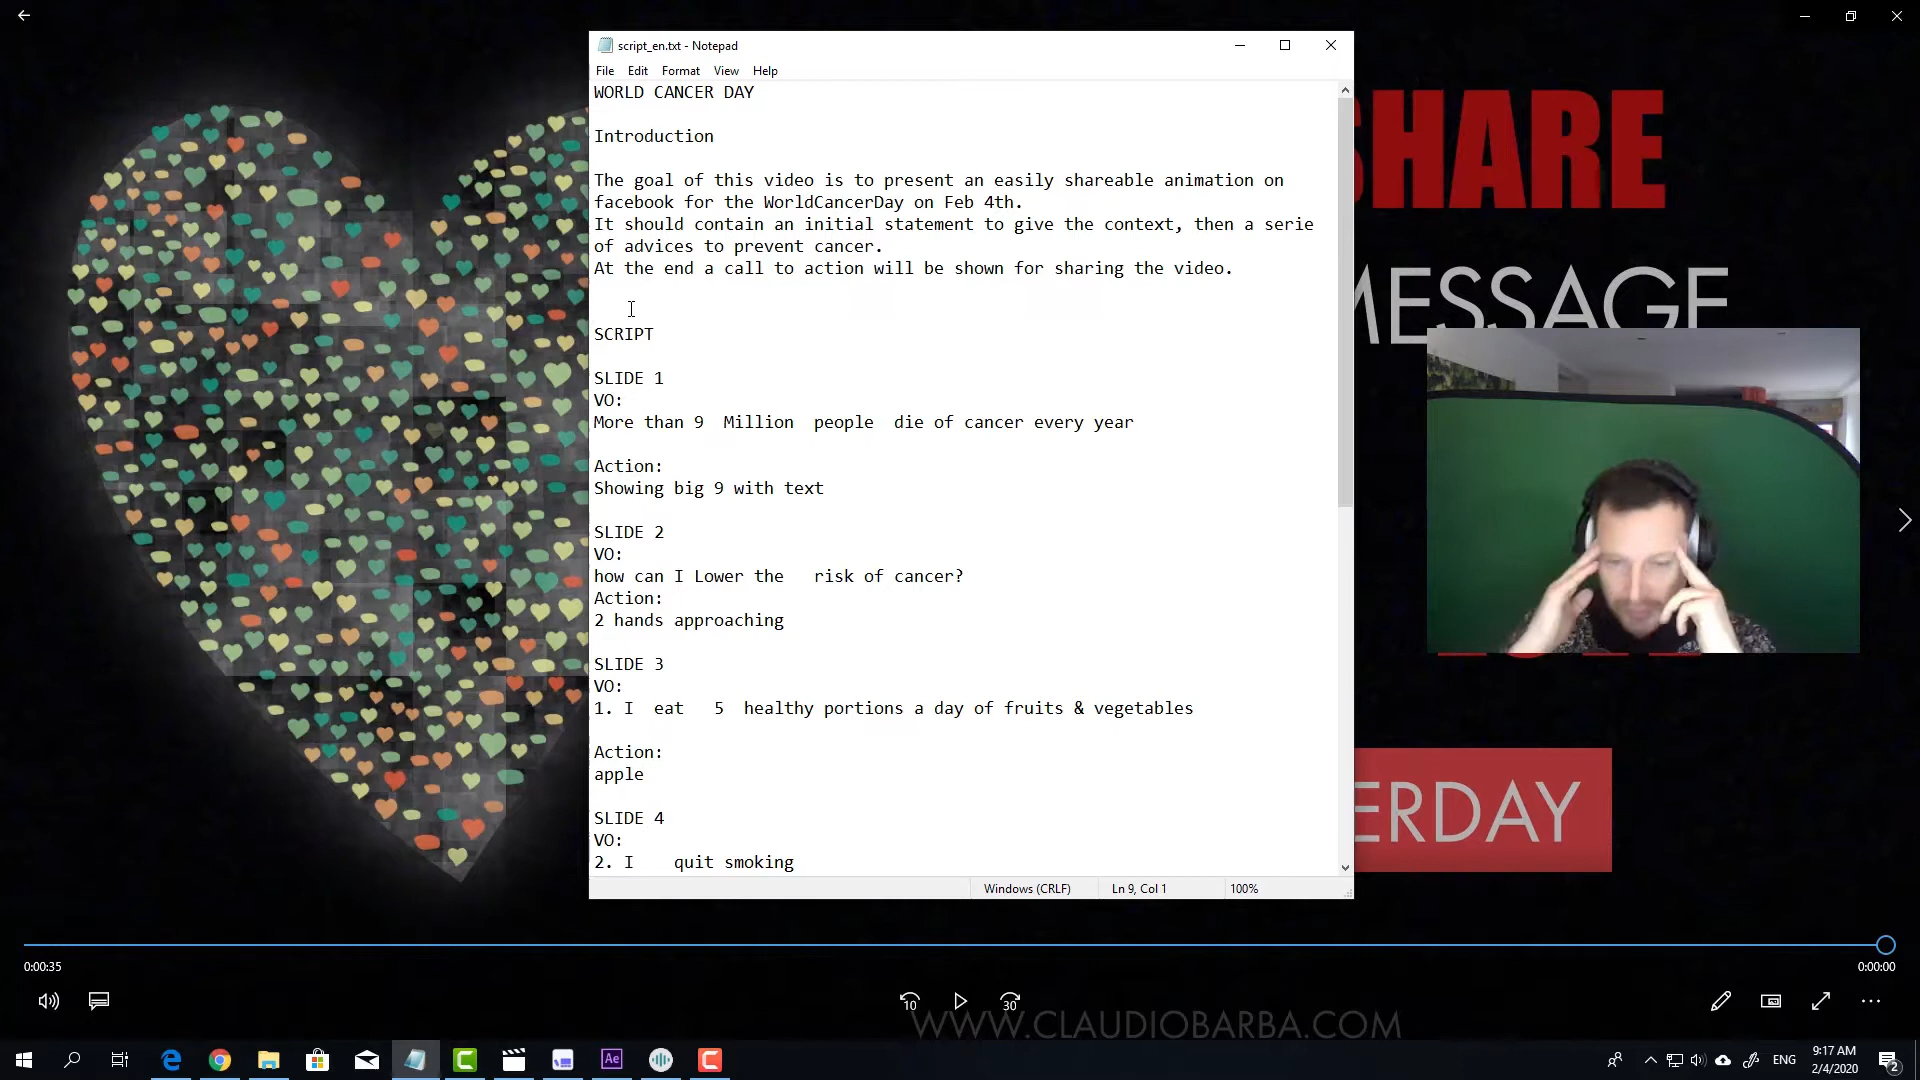 script_en.txt - Notepad
File Edit Format View Help
WORLD CANCER DAY
Introduction
The goal of this video is to present an easily shareable animation on
facebook for the WorldCancerDay on Feb 4th.
It should contain an initial statement to give the context, then a serie
of advices to prevent cancer.
At the end a call to action will be shown for sharing the video.
SCRIPT
SLIDE 1
VO:
More than 9  Million  people  die of cancer every year
Action:
Showing big 9 with text
SLIDE 2
VO:
how can I Lower the   risk of cancer?
Action:
2 hands approaching
SLIDE 3
VO:
1. I  eat   5  healthy portions a day of fruits & vegetables
Action:
apple
SLIDE 4
VO:
2. I    quit smoking
Windows (CRLF) Ln 9, Col 1 100%
SHARE
MESSAGE
ERDAY
0:00:35
0:00:00
10
30
WWW.CLAUDIOBARBA.COM
Ae
ENG
9:17 AM
2/4/2020
2